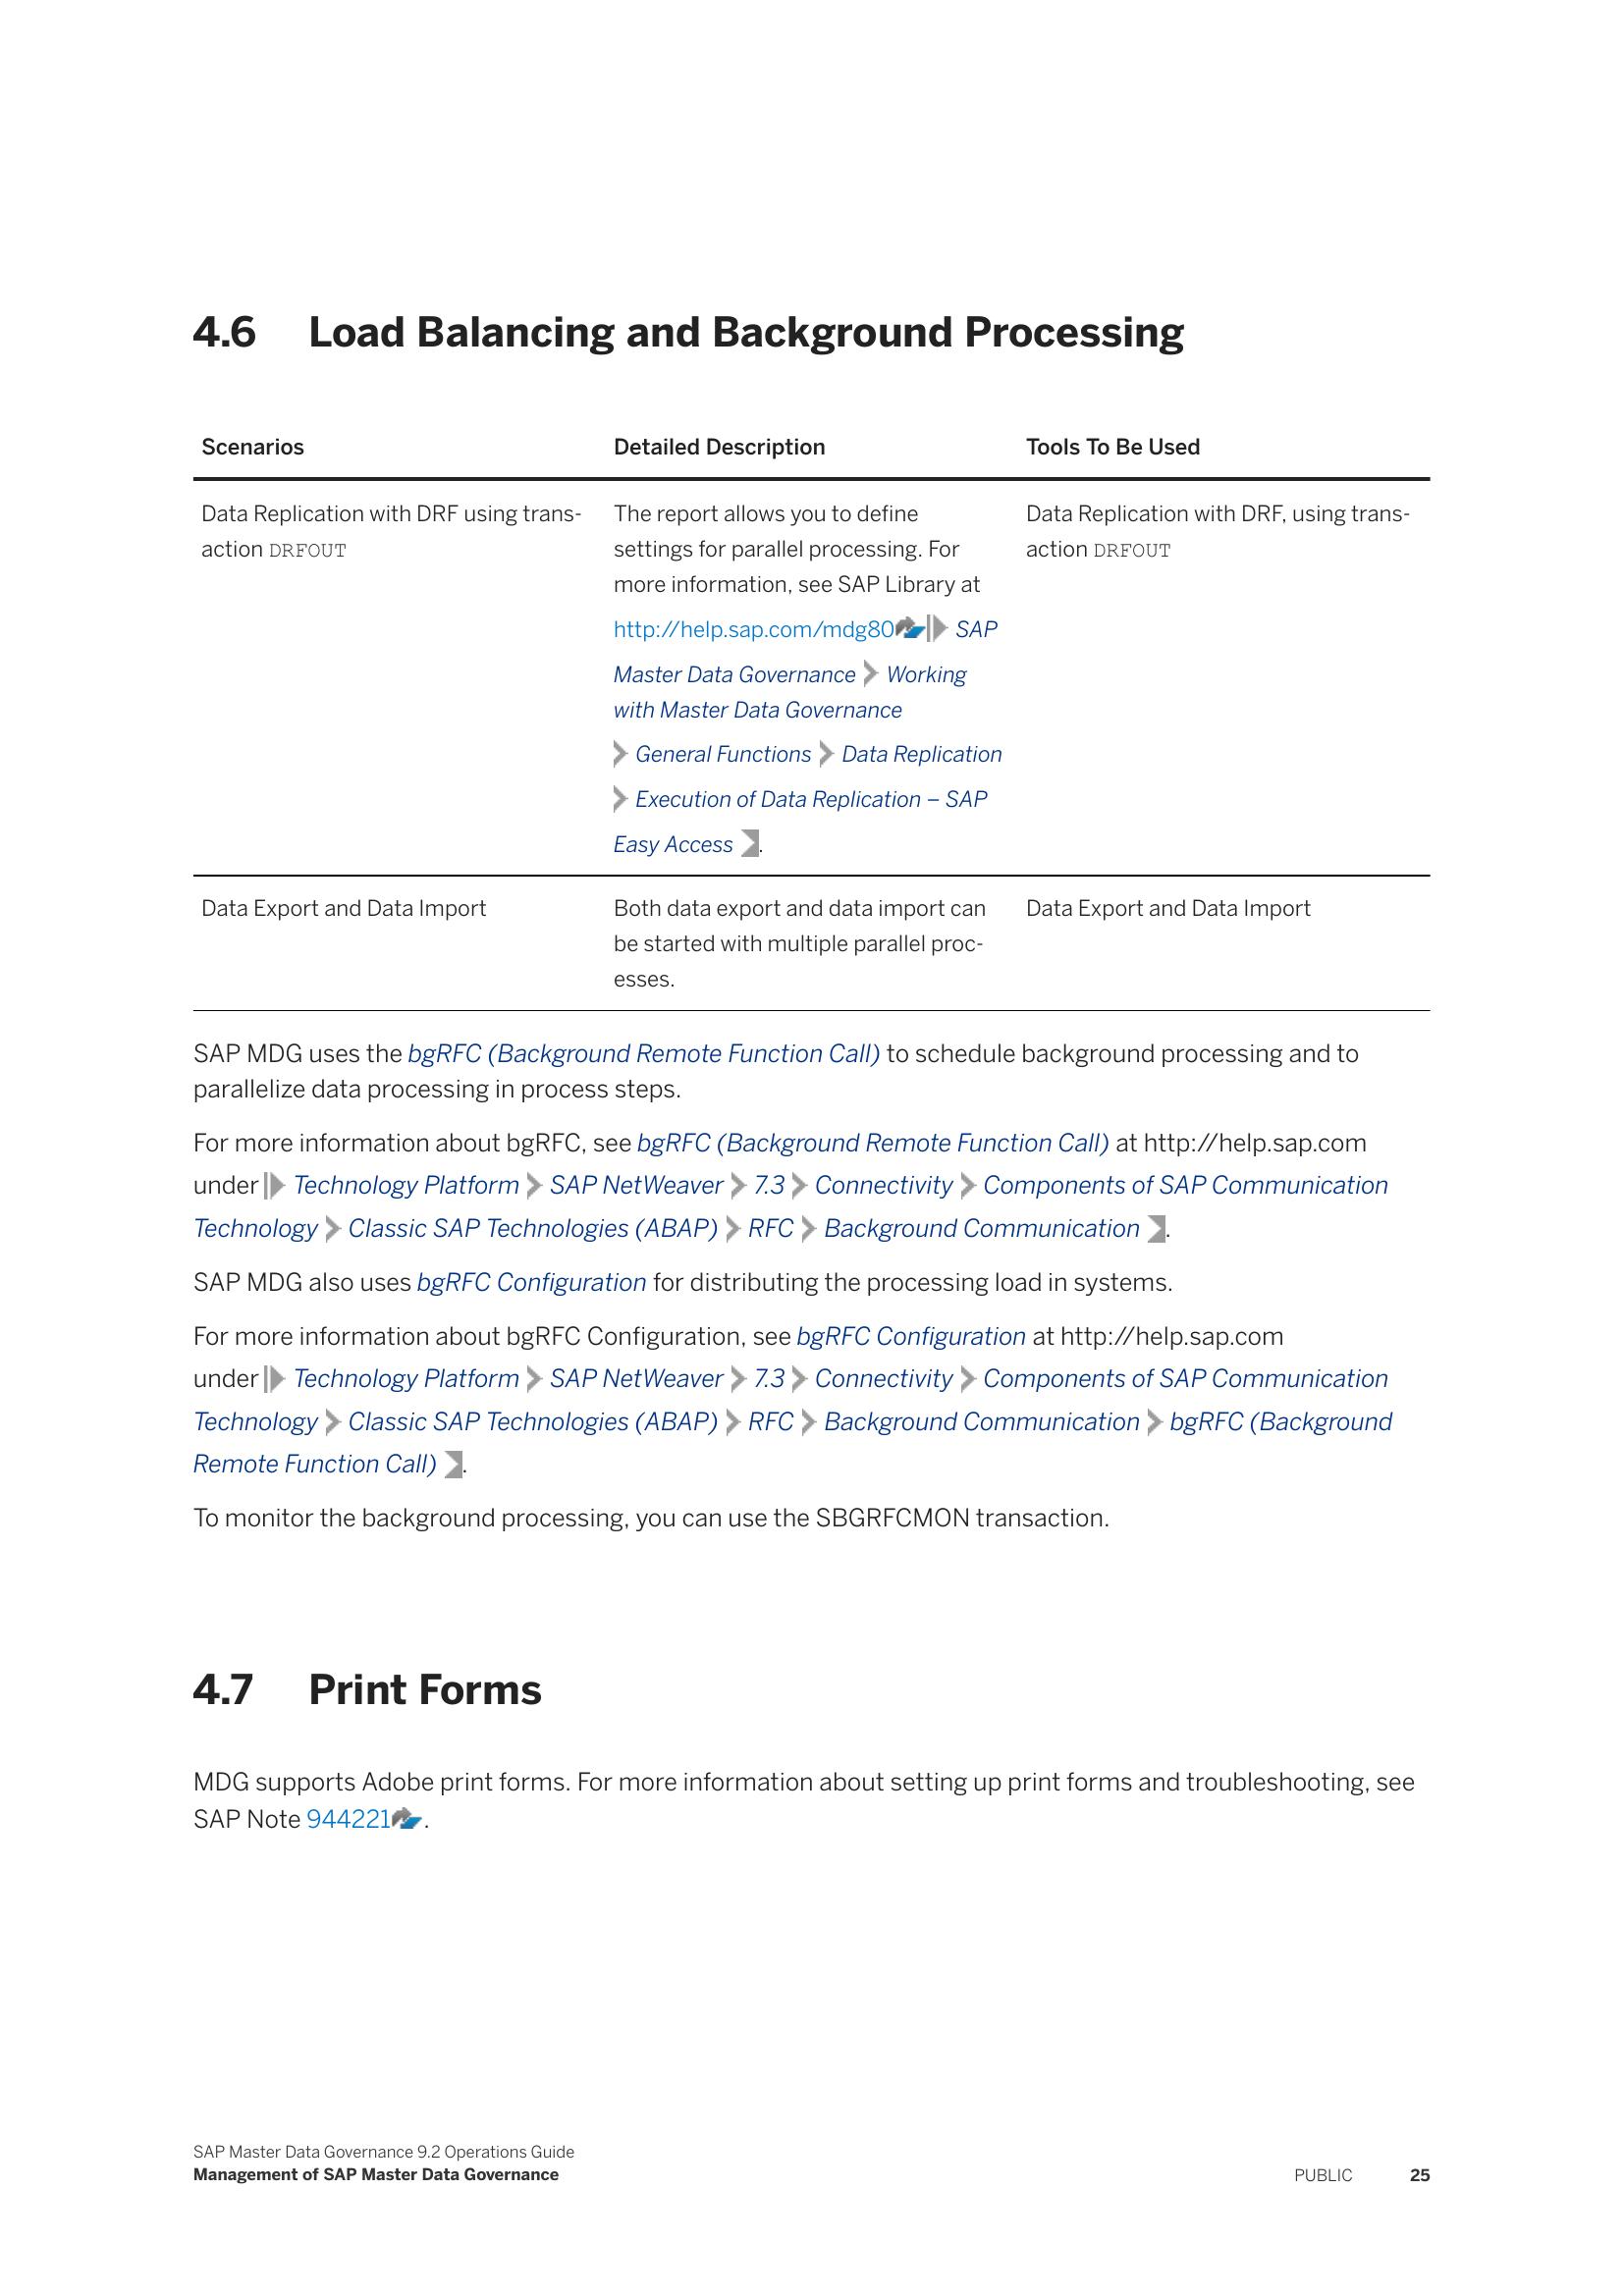 4.6 Load Balancing and Background Processing
Scenarios Detailed Description Tools To Be Used
Data Replication with DRF using trans-
action DRFOUT
The report allows you to define
settings for parallel processing. For
more information, see SAP Library at
http://help.sap.com/mdg80 SAP
Master Data Governance Working
with Master Data Governance
General Functions Data Replication
Execution of Data Replication – SAP
Easy Access .
Data Replication with DRF, using trans-
action DRFOUT
Data Export and Data Import
Both data export and data import can
be started with multiple parallel proc-
esses.
Data Export and Data Import
SAP MDG uses the bgRFC (Background Remote Function Call) to schedule background processing and to
parallelize data processing in process steps.
For more information about bgRFC, see bgRFC (Background Remote Function Call) at http://help.sap.com
under Technology Platform SAP NetWeaver 7.3 Connectivity Components of SAP Communication
Technology Classic SAP Technologies (ABAP) RFC Background Communication .
SAP MDG also uses bgRFC Configuration for distributing the processing load in systems.
For more information about bgRFC Configuration, see bgRFC Configuration at http://help.sap.com
under Technology Platform SAP NetWeaver 7.3 Connectivity Components of SAP Communication
Technology Classic SAP Technologies (ABAP) RFC Background Communication bgRFC (Background
Remote Function Call) .
To monitor the background processing, you can use the SBGRFCMON transaction.
4.7 Print Forms
MDG supports Adobe print forms. For more information about setting up print forms and troubleshooting, see
SAP Note 944221 .
SAP Master Data Governance 9.2 Operations Guide
Management of SAP Master Data Governance
PUBLIC 25